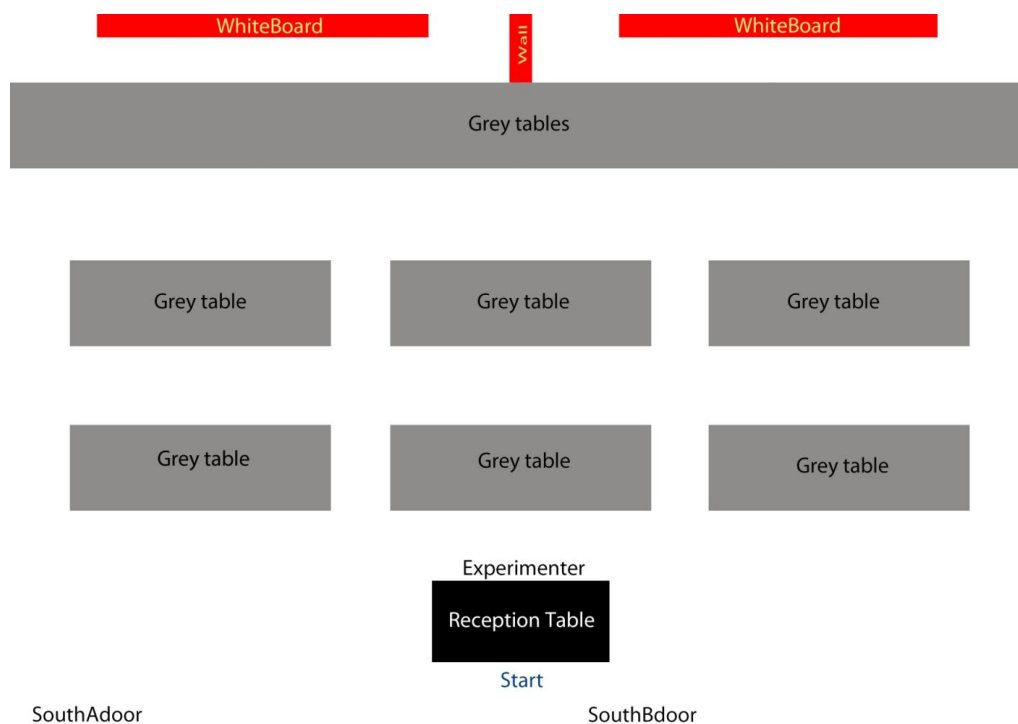 WhiteBoard
Wall
WhiteBoard
Grey tables
Grey table
Grey table
Grey table
Grey table
Grey table
Grey table
Experimenter
Reception Table
Start
SouthAdoor
SouthBdoor